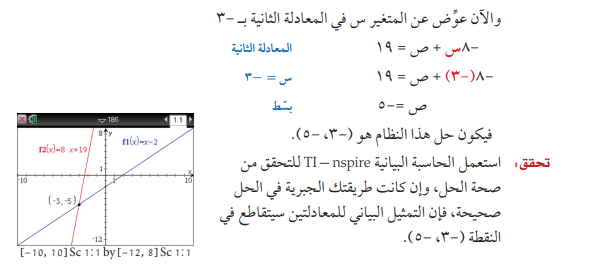 والآن عوِّض عن المتغير س في المعادلة الثانية بـ −٣
−٨س + ص = ١٩ المعادلة الثانية
−٨(−٣) + ص = ١٩ س = −٣
ص =−٥ بسّط
فيكون حل هذا النظام هو (−٣، −٥).
تحقق: استعمل الحاسبة البيانية TI – nspire للتحقق من
صحة الحل، وإن كانت طريقتك الجبرية في الحل
صحيحة، فإن التمثيل البياني للمعادلتين سيتقاطع في
النقطة (−٣، −٥).
186 1.1
8 y
f1(x)=x−2
f2(x)=8·x+19
1
x
-10 1 10
(-3,-5)
-12
[−10, 10] Sc 1:1 by [−12, 8] Sc 1:1